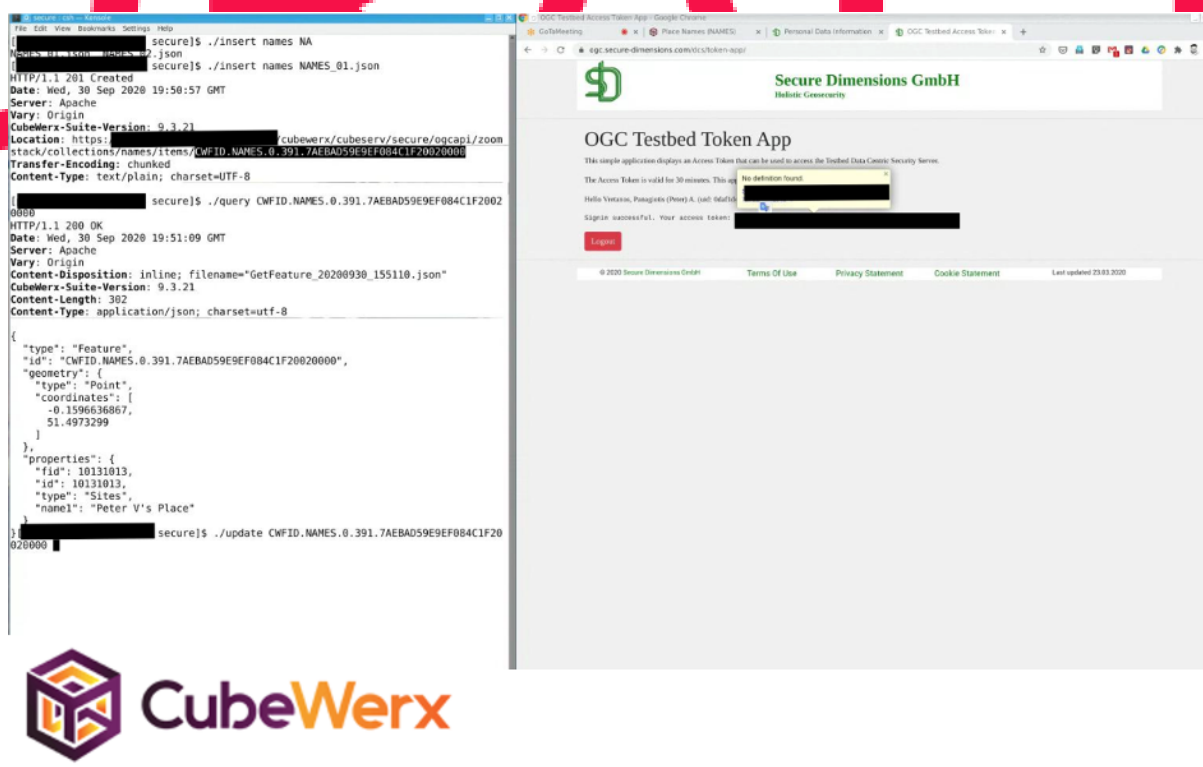 secure : csh — Konsole
File Edit View Bookmarks Settings Help
[ secure]$ ./insert names NA
NAMES_01.json NAMES_02.json
[ secure]$ ./insert names NAMES_01.json
HTTP/1.1 201 Created
Date: Wed, 30 Sep 2020 19:50:57 GMT
Server: Apache
Vary: Origin
CubeWerx-Suite-Version: 9.3.21
Location: https: /cubewerx/cubeserv/secure/ogcapi/zoom
stack/collections/names/items/CWFID.NAMES.0.391.7AEBAD59E9EF084C1F20020000
Transfer-Encoding: chunked
Content-Type: text/plain; charset=UTF-8
[ secure]$ ./query CWFID.NAMES.0.391.7AEBAD59E9EF084C1F2002
0000
HTTP/1.1 200 OK
Date: Wed, 30 Sep 2020 19:51:09 GMT
Server: Apache
Vary: Origin
Content-Disposition: inline; filename="GetFeature_20200930_155110.json"
CubeWerx-Suite-Version: 9.3.21
Content-Length: 302
Content-Type: application/json; charset=utf-8
{
"type": "Feature",
"id": "CWFID.NAMES.0.391.7AEBAD59E9EF084C1F20020000",
"geometry": {
"type": "Point",
"coordinates": [
-0.1596636867,
51.4973299
]
},
"properties": {
"fid": 10131013,
"id": 10131013,
"type": "Sites",
"name1": "Peter V's Place"
}
}[ secure]$ ./update CWFID.NAMES.0.391.7AEBAD59E9EF084C1F20
020000
OGC Testbed Access Token App - Google Chrome
GoToMeeting
Place Names (NAMES)
Personal Data Information
OGC Testbed Access Token
ogc.secure-dimensions.com/dcs/token-app/
Secure Dimensions GmbH
Holistic Geosecurity
OGC Testbed Token App
This simple application displays an Access Token that can be used to access the Testbed Data Centric Security Server.
The Access Token is valid for 30 minutes. This app
No definition found.
Hello Vretanos, Panagiotis (Peter) A. (uid:
Signin successful. Your access token:
Logout
© 2020 Secure Dimensions GmbH
Terms Of Use
Privacy Statement
Cookie Statement
Last updated 23.03.2020
CubeWerx